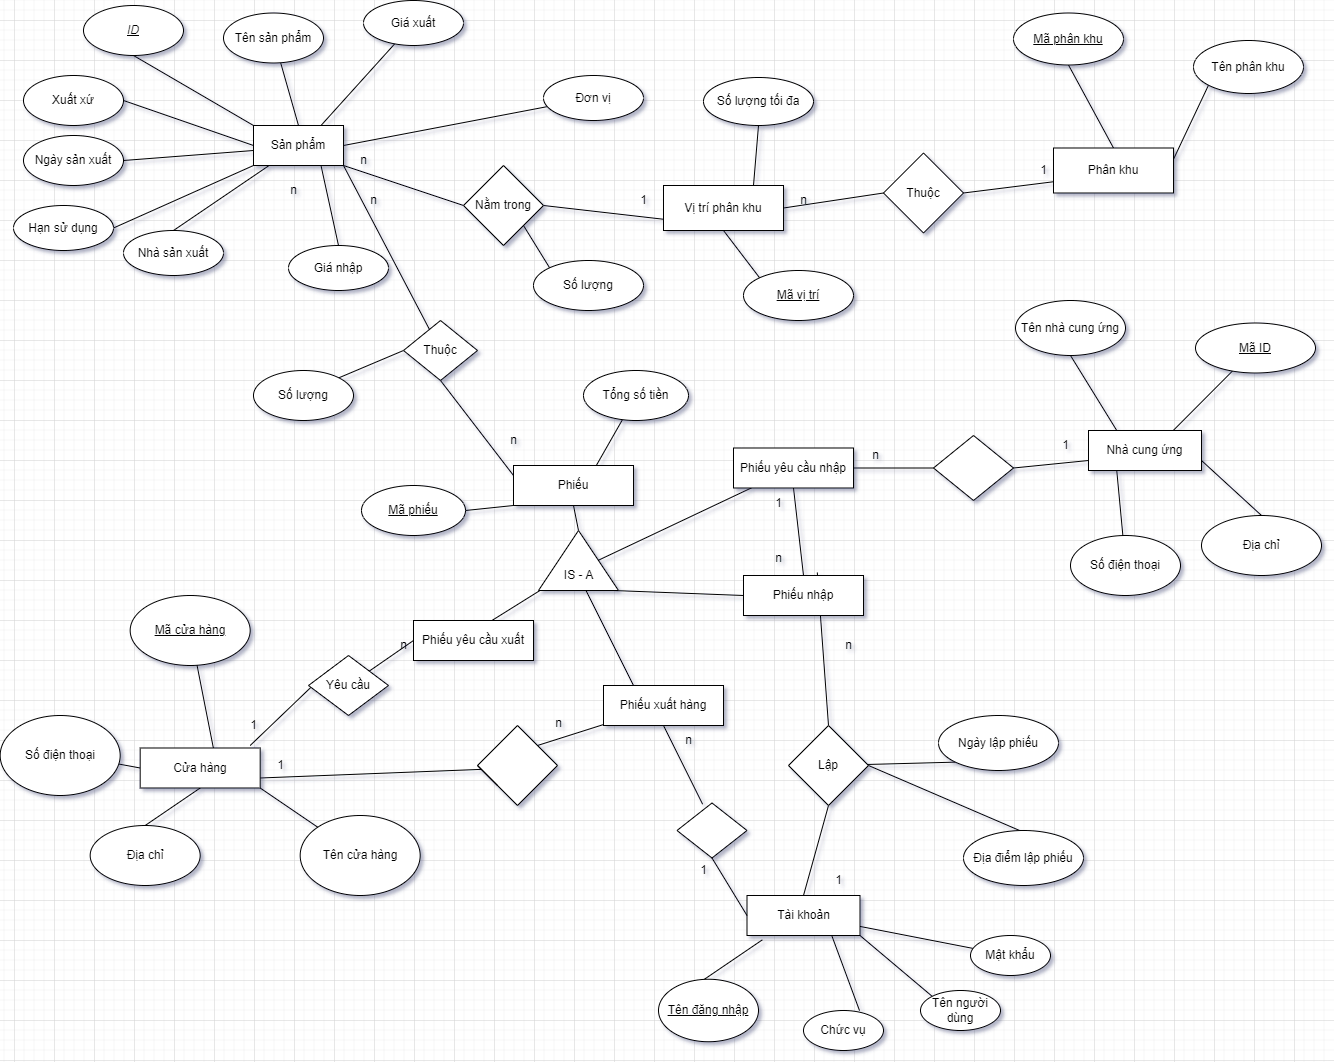 ID
Tên sản phẩm
Giá xuất
Mã phân khu
Tên phân khu
Xuất xứ
Đơn vị
Số lượng tối đa
Sản phẩm
Ngày sản xuất
n
n
n
Nằm trong
1
Vị trí phân khu
n
Thuộc
1
Phân khu
Hạn sử dụng
Nhà sản xuất
Giá nhập
Số lượng
Mã vị trí
Thuộc
Số lượng
Tổng số tiền
Tên nhà cung ứng
Mã ID
n
Phiếu
Mã phiếu
Phiếu yêu cầu nhập
n
1
Nhà cung ứng
1
n
Số điện thoại
Địa chỉ
IS - A
Phiếu nhập
Mã cửa hàng
Phiếu yêu cầu xuất
n
Yêu cầu
1
n
Phiếu xuất hàng
n
n
Số điện thoại
Cửa hàng
1
Lập
Ngày lập phiếu
Địa chỉ
Tên cửa hàng
Địa điểm lập phiếu
1
1
Tài khoản
Mật khẩu
Tên đăng nhập
Chức vụ
Tên người
dùng